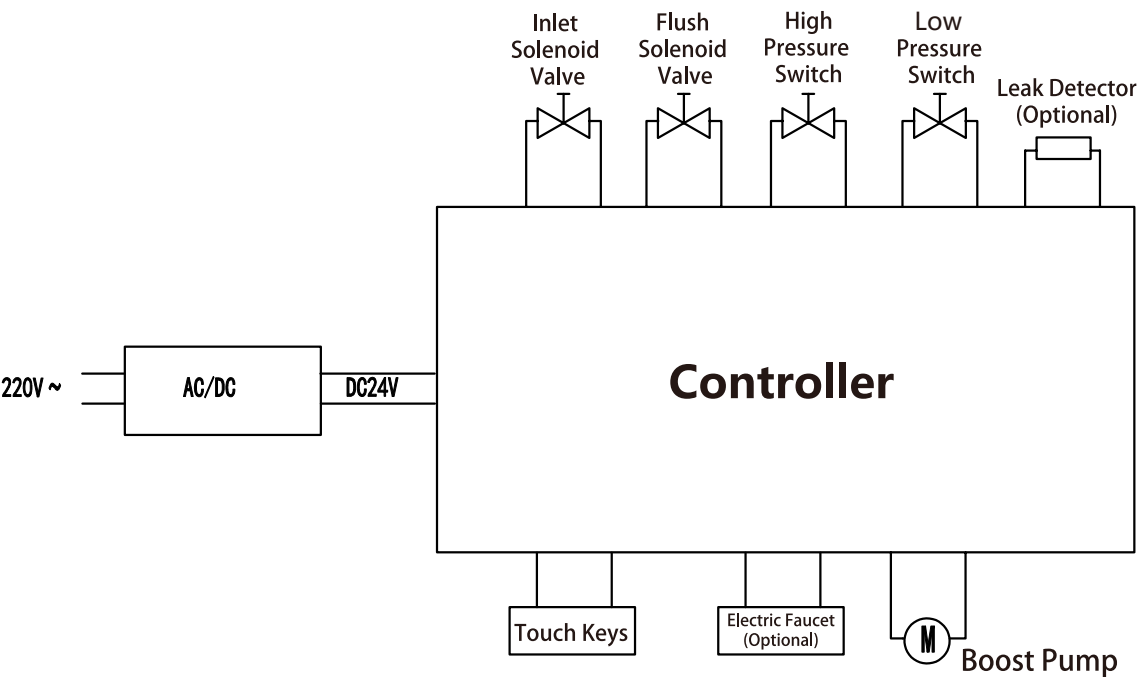 Inlet
Solenoid
Valve
Flush
Solenoid
Valve
High
Pressure
Switch
Low
Pressure
Switch
Leak Detector
(Optional)
220V ~
AC/DC
DC24V
Controller
Touch Keys
Electric Faucet
(Optional)
M
Boost Pump